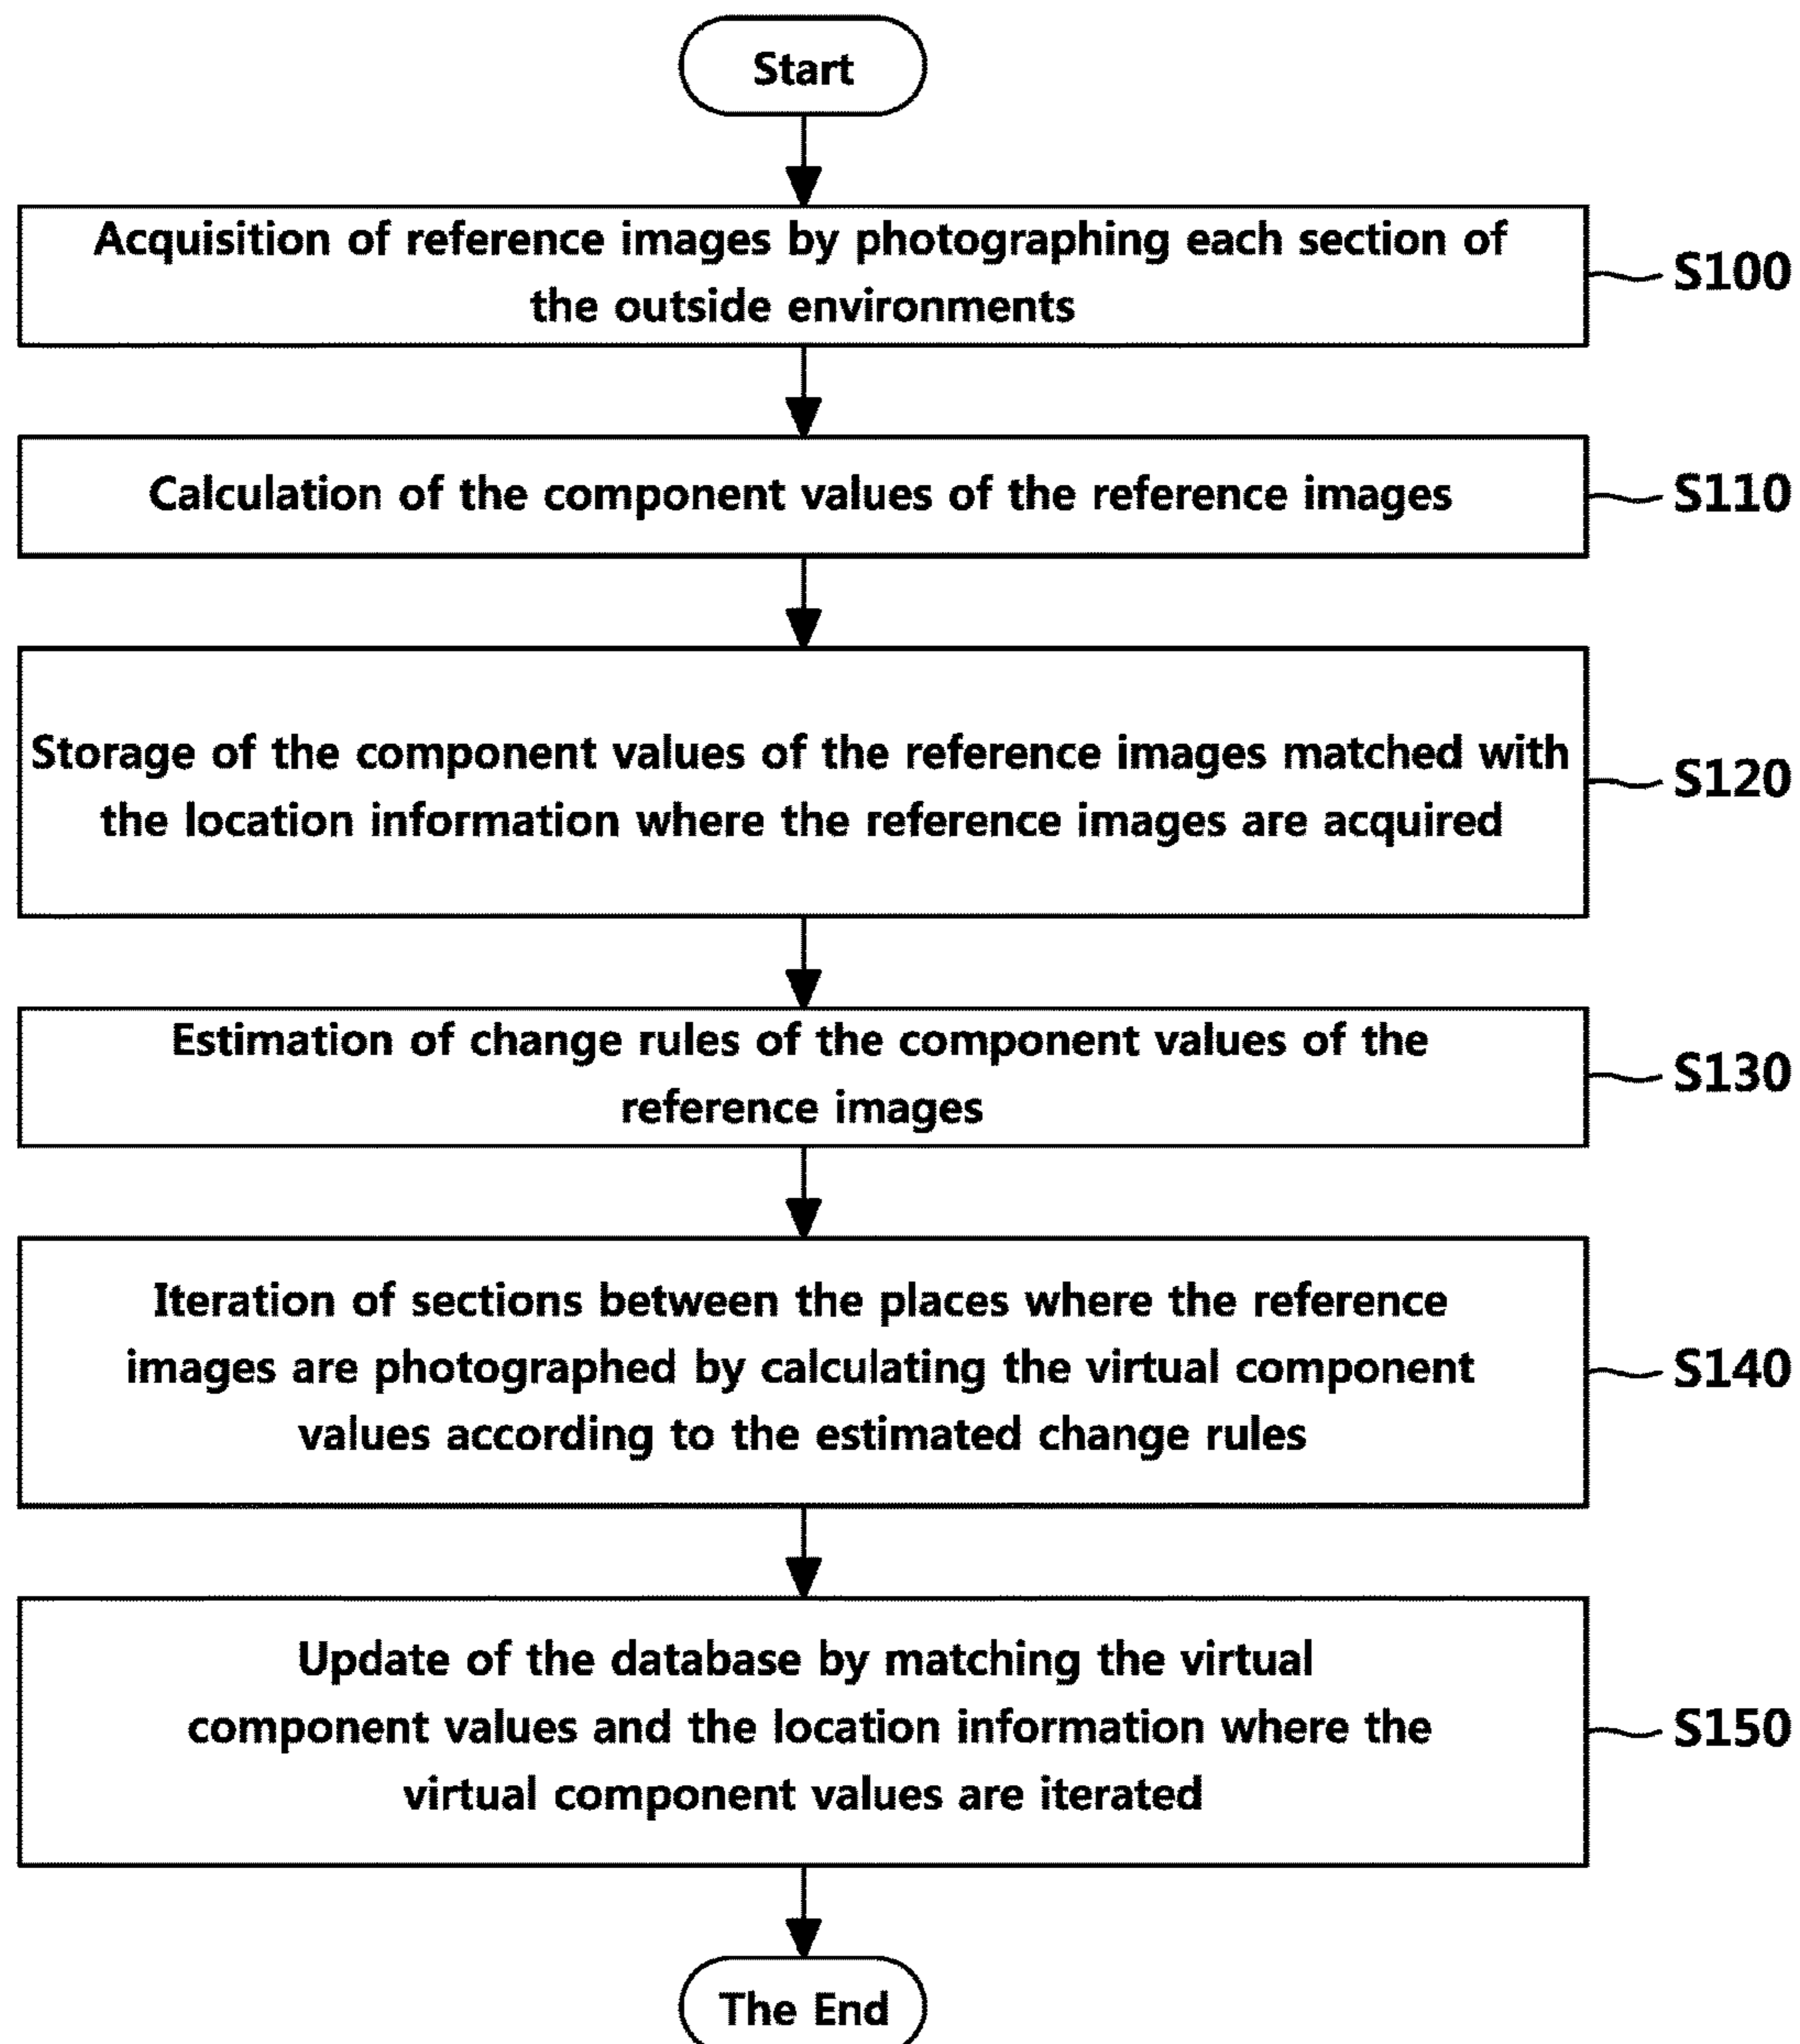 Start
Acquisition of reference images by photographing each section of
the outside environments
S100
Calculation of the component values of the reference images
S110
Storage of the component values of the reference images matched with
the location information where the reference images are acquired
S120
Estimation of change rules of the component values of the
reference images
S130
Iteration of sections between the places where the reference
images are photographed by calculating the virtual component
values according to the estimated change rules
S140
Update of the database by matching the virtual
component values and the location information where the
virtual component values are iterated
S150
The End